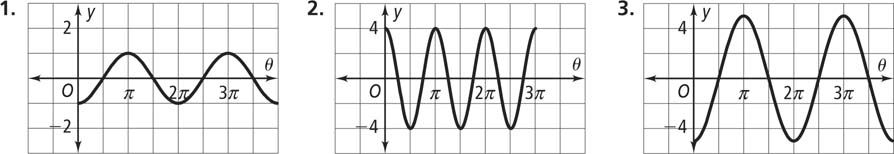 1. y 2 θ O π 2π 3π −2
2. y 4 θ O π 2π 3π −4
3. y 4 θ O π 2π 3π −4